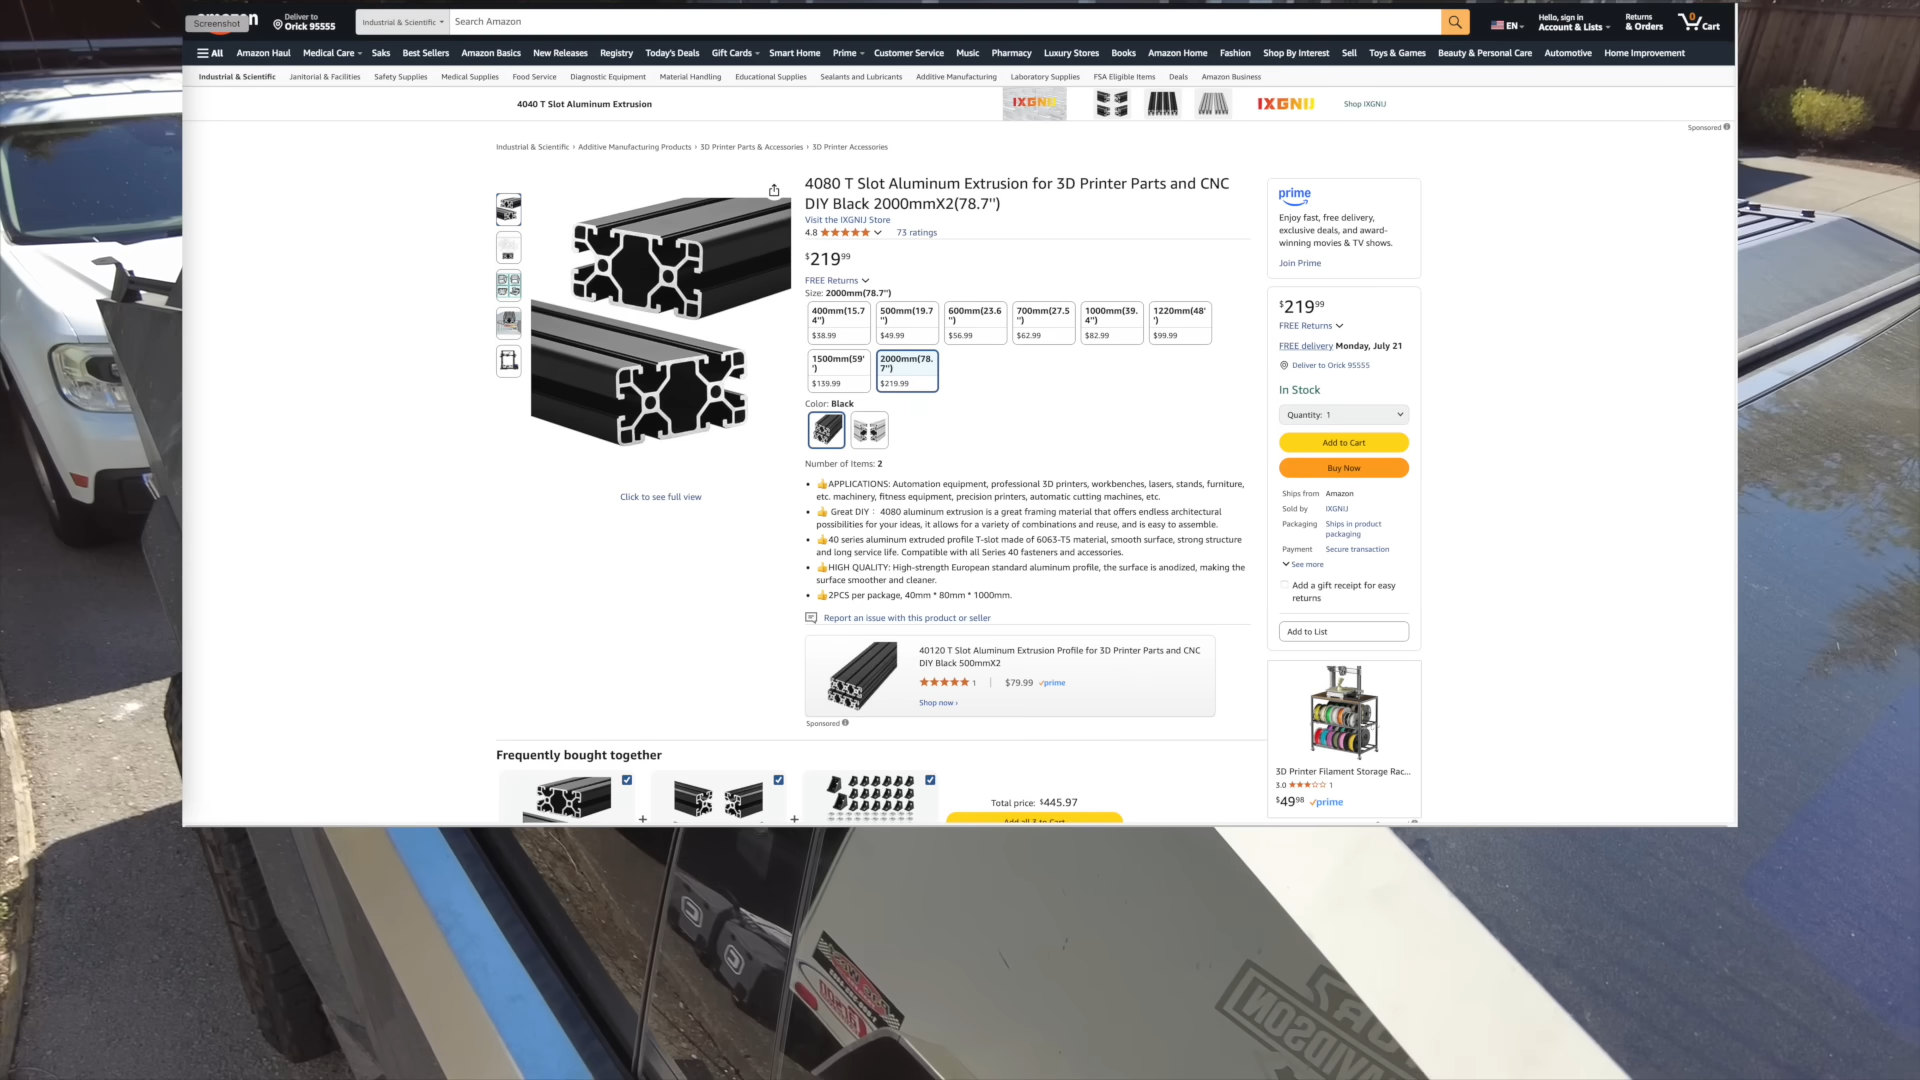 Screenshot
Deliver to
Orick 95555
Industrial & Scientific
Search Amazon
EN
Hello, sign in
Account & Lists
Returns
& Orders
0
Cart
All
Amazon Haul
Medical Care
Saks
Best Sellers
Amazon Basics
New Releases
Registry
Today's Deals
Gift Cards
Smart Home
Prime
Customer Service
Music
Pharmacy
Luxury Stores
Books
Amazon Home
Fashion
Shop By Interest
Sell
Toys & Games
Beauty & Personal Care
Automotive
Home Improvement
Industrial & Scientific
Janitorial & Facilities
Safety Supplies
Medical Supplies
Food Service
Diagnostic Equipment
Material Handling
Educational Supplies
Sealants and Lubricants
Additive Manufacturing
Laboratory Supplies
FSA Eligible Items
Deals
Amazon Business
4040 T Slot Aluminum Extrusion
IXGNIJ
IXGNIJ
Shop IXGNIJ
Sponsored
Industrial & Scientific › Additive Manufacturing Products › 3D Printer Parts & Accessories › 3D Printer Accessories
4080 T Slot Aluminum Extrusion for 3D Printer Parts and CNC
DIY Black 2000mmX2(78.7'')
Visit the IXGNIJ Store
4.8
73 ratings
$219.99
FREE Returns
Size: 2000mm(78.7'')
400mm(15.7
4'')
$38.99
500mm(19.7
'')
$49.99
600mm(23.6
'')
$56.99
700mm(27.5
'')
$62.99
1000mm(39.
4'')
$82.99
1220mm(48'
')
$99.99
1500mm(59'
')
$139.99
2000mm(78.
7'')
$219.99
Color: Black
Number of Items: 2
• 👍APPLICATIONS: Automation equipment, professional 3D printers, workbenches, lasers, stands, furniture,
etc. machinery, fitness equipment, precision printers, automatic cutting machines, etc.
• 👍 Great DIY： 4080 aluminum extrusion is a great framing material that offers endless architectural
possibilities for your ideas, it allows for a variety of combinations and reuse, and is easy to assemble.
• 👍40 series aluminum extruded profile T-slot made of 6063-T5 material, smooth surface, strong structure
and long service life. Compatible with all Series 40 fasteners and accessories.
• 👍HIGH QUALITY: High-strength European standard aluminum profile, the surface is anodized, making the
surface smoother and cleaner.
• 👍2PCS per package, 40mm * 80mm * 1000mm.
Report an issue with this product or seller
Click to see full view
40120 T Slot Aluminum Extrusion Profile for 3D Printer Parts and CNC
DIY Black 500mmX2
1
$79.99
prime
Shop now ›
Sponsored
Frequently bought together
+
+
Total price: $445.97
Add all 3 to Cart
prime
Enjoy fast, free delivery,
exclusive deals, and award-
winning movies & TV shows.
Join Prime
$219.99
FREE Returns
FREE delivery Monday, July 21
Deliver to Orick 95555
In Stock
Quantity: 1
Add to Cart
Buy Now
Ships from Amazon
Sold by IXGNIJ
Packaging Ships in product
packaging
Payment Secure transaction
See more
Add a gift receipt for easy
returns
Add to List
3D Printer Filament Storage Rac...
3.0
1
$49.98
prime